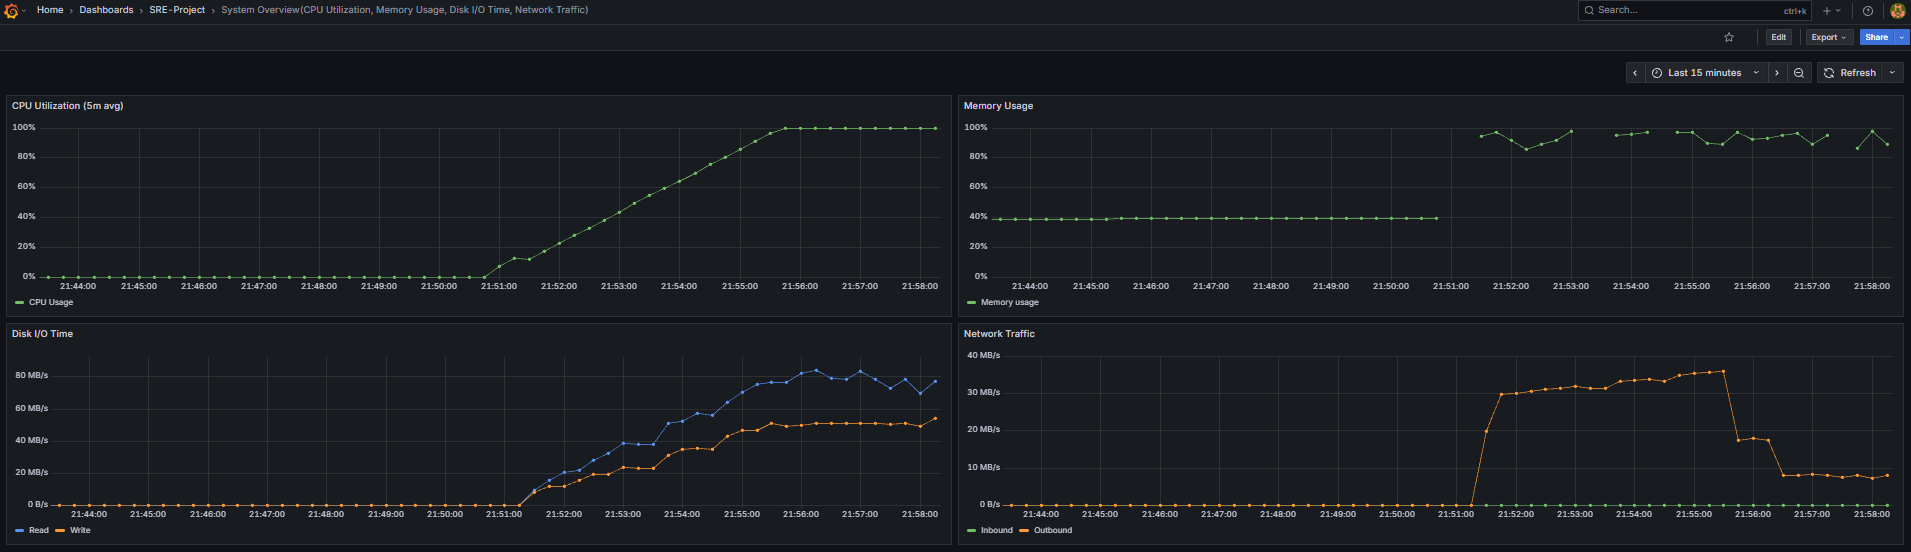 Home > Dashboards > SRE-Project > System Overview(CPU Utilization, Memory Usage, Disk I/O Time, Network Traffic)
Search... ctrl+k
Edit Export Share
Last 15 minutes Refresh
CPU Utilization (5m avg)
100%
80%
60%
40%
20%
0%
21:44:00 21:45:00 21:46:00 21:47:00 21:48:00 21:49:00 21:50:00 21:51:00 21:52:00 21:53:00 21:54:00 21:55:00 21:56:00 21:57:00 21:58:00
CPU Usage
Memory Usage
100%
80%
60%
40%
20%
0%
21:44:00 21:45:00 21:46:00 21:47:00 21:48:00 21:49:00 21:50:00 21:51:00 21:52:00 21:53:00 21:54:00 21:55:00 21:56:00 21:57:00 21:58:00
Memory usage
Disk I/O Time
80 MB/s
60 MB/s
40 MB/s
20 MB/s
0 B/s
21:44:00 21:45:00 21:46:00 21:47:00 21:48:00 21:49:00 21:50:00 21:51:00 21:52:00 21:53:00 21:54:00 21:55:00 21:56:00 21:57:00 21:58:00
Read Write
Network Traffic
40 MB/s
30 MB/s
20 MB/s
10 MB/s
0 B/s
21:44:00 21:45:00 21:46:00 21:47:00 21:48:00 21:49:00 21:50:00 21:51:00 21:52:00 21:53:00 21:54:00 21:55:00 21:56:00 21:57:00 21:58:00
Inbound Outbound